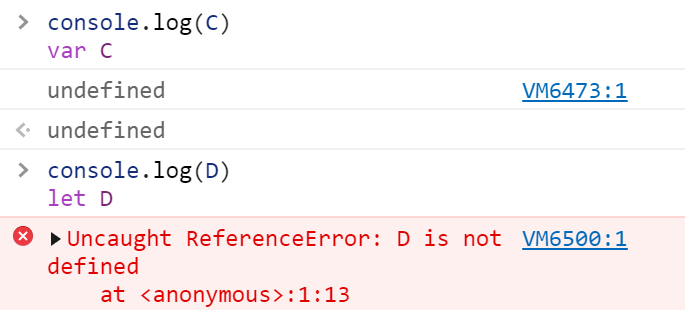 console.log(C)
var C
undefined VM6473:1
undefined
console.log(D)
let D
Uncaught ReferenceError: D is not VM6500:1
defined
at <anonymous>:1:13